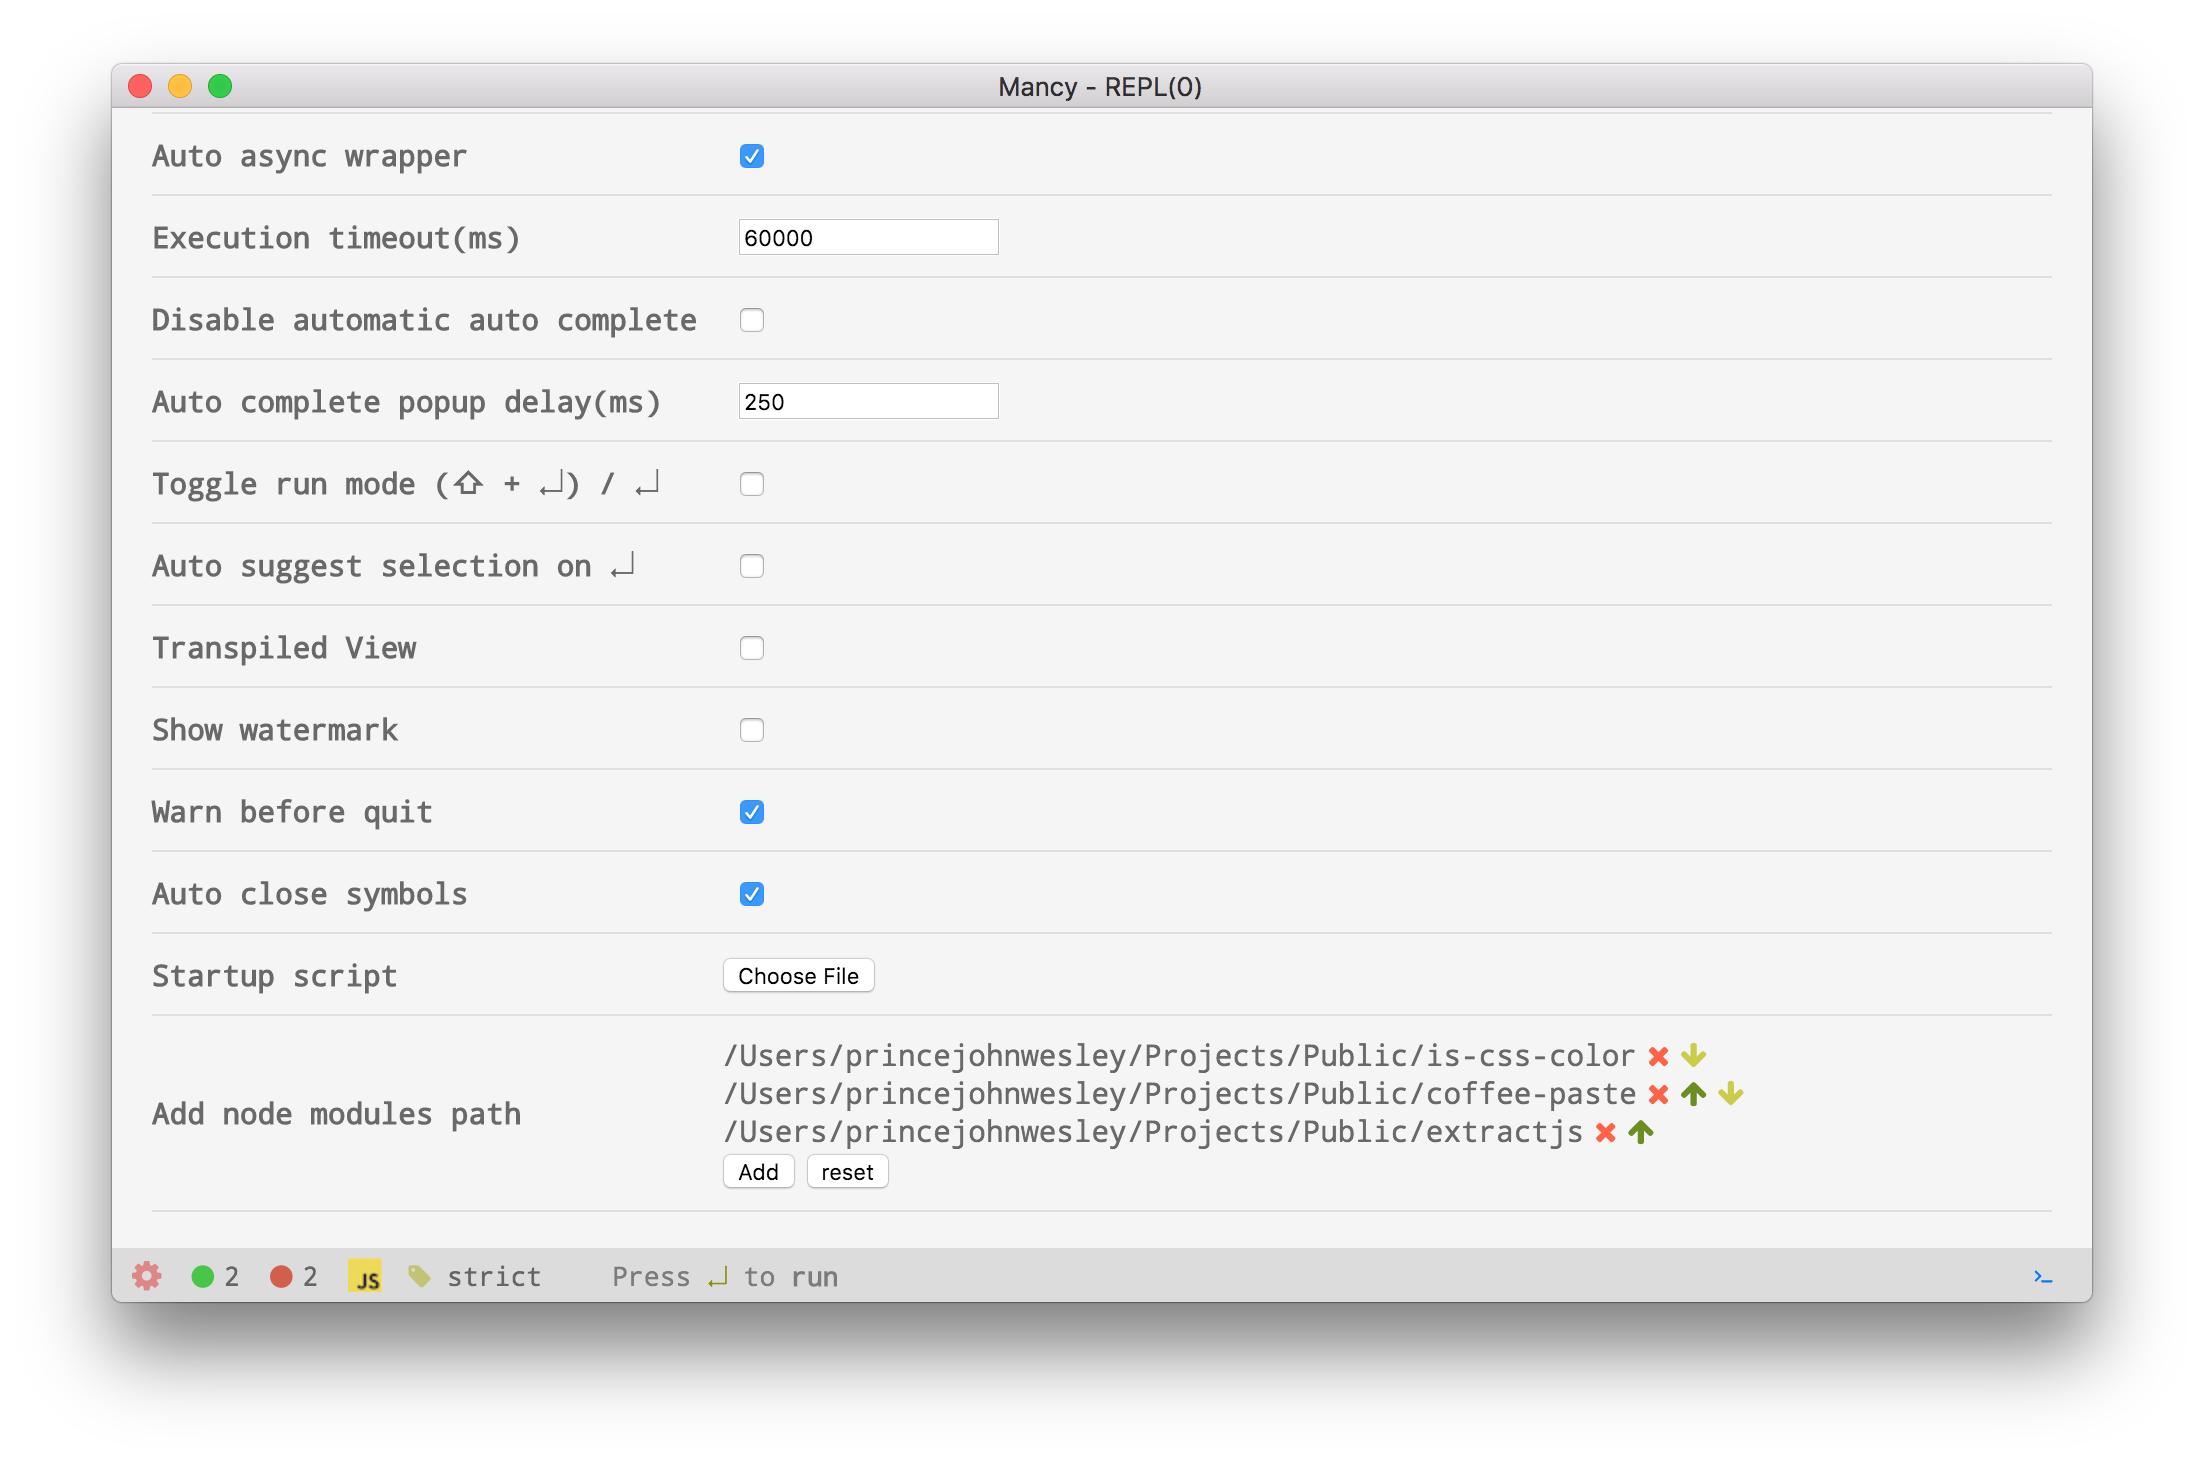 Mancy - REPL(0)
Auto async wrapper
Execution timeout(ms) 60000
Disable automatic auto complete
Auto complete popup delay(ms) 250
Toggle run mode (⇧ + ↵) / ↵
Auto suggest selection on ↵
Transpiled View
Show watermark
Warn before quit
Auto close symbols
Startup script Choose File
Add node modules path
/Users/princejohnwesley/Projects/Public/is-css-color
/Users/princejohnwesley/Projects/Public/coffee-paste
/Users/princejohnwesley/Projects/Public/extractjs
Add reset
2 2 JS strict Press ↵ to run >_